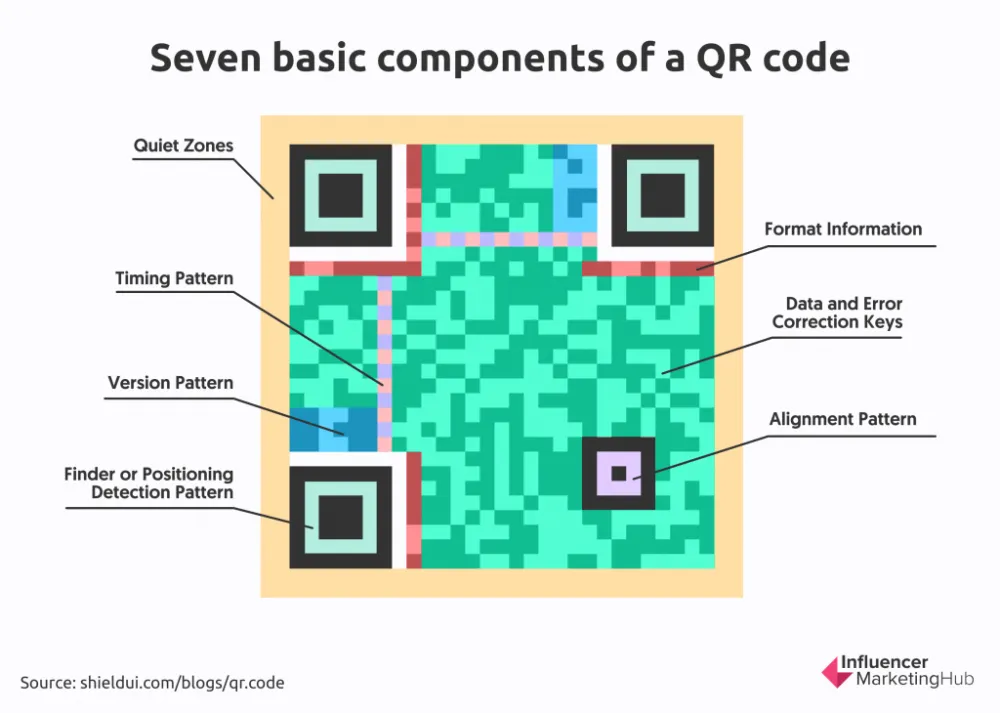 Seven basic components of a QR code
Quiet Zones
Timing Pattern
Version Pattern
Finder or Positioning
Detection Pattern
Format Information
Data and Error
Correction Keys
Alignment Pattern
Source: shieldui.com/blogs/qr.code
Influencer
MarketingHub